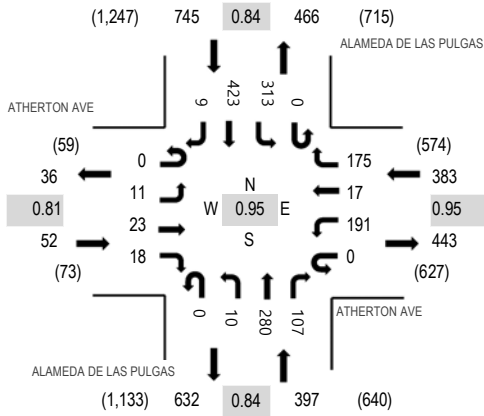 (1,247) 745 0.84 466 (715)
ALAMEDA DE LAS PULGAS
9 423 313 0
ATHERTON AVE
(59) (574)
0 175
36 383
11 17
N
0.81 W 0.95 E 0.95
23 191
S
52 443
18 0
(73) (627)
0 10 280 107
ATHERTON AVE
ALAMEDA DE LAS PULGAS
(1,133) 632 0.84 397 (640)